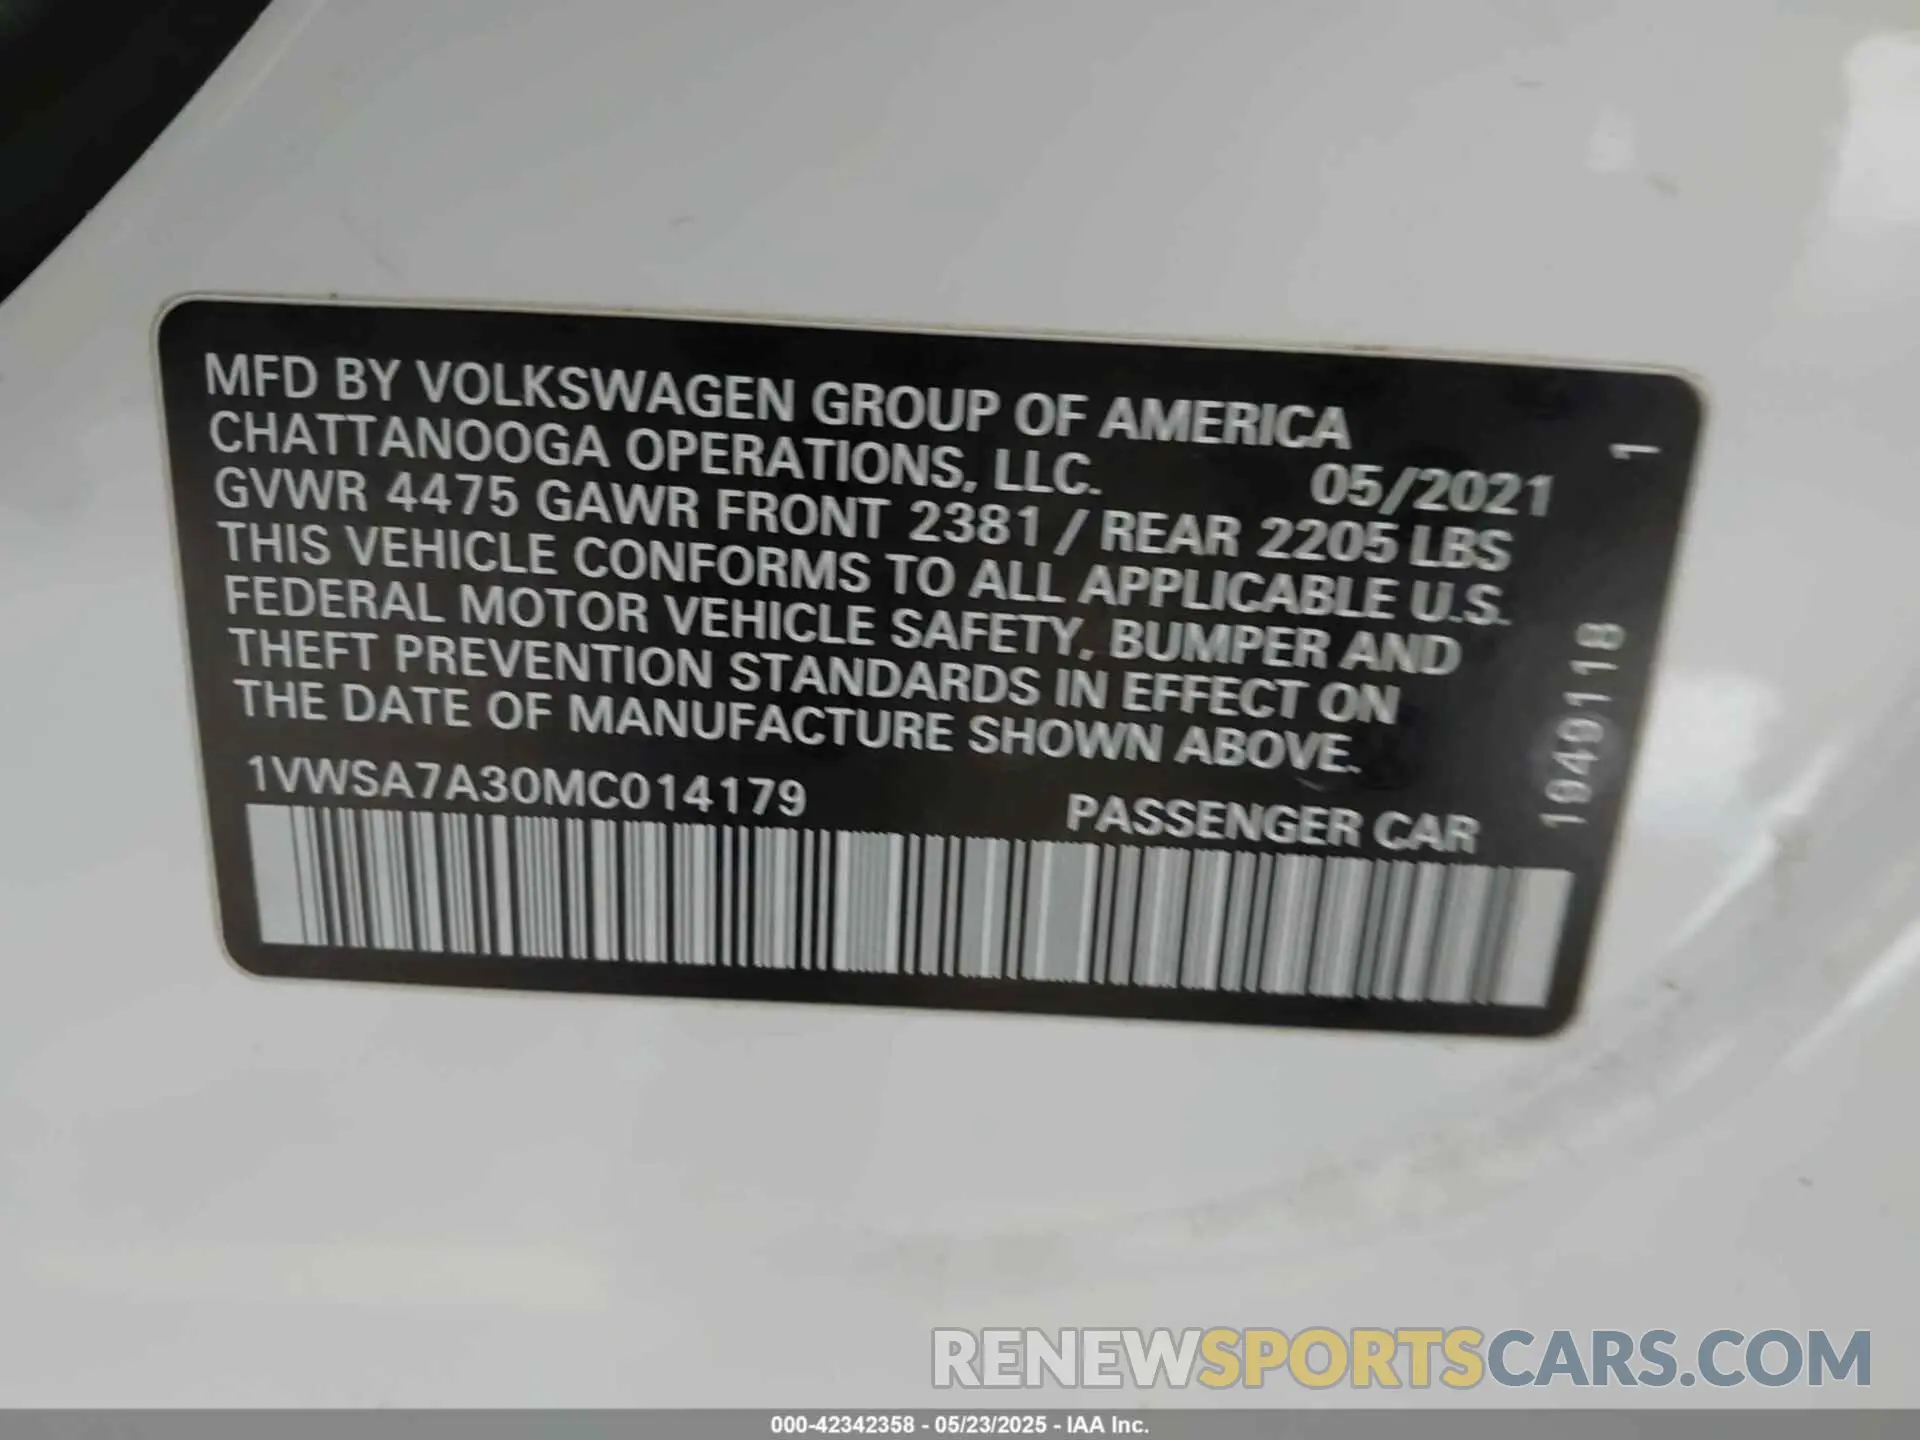 MFD BY VOLKSWAGEN GROUP OF AMERICA
CHATTANOOGA OPERATIONS, LLC. 05/2021 1
GVWR 4475 GAWR FRONT 2381 / REAR 2205 LBS
THIS VEHICLE CONFORMS TO ALL APPLICABLE U.S.
FEDERAL MOTOR VEHICLE SAFETY, BUMPER AND
THEFT PREVENTION STANDARDS IN EFFECT ON
THE DATE OF MANUFACTURE SHOWN ABOVE.
1VWSA7A30MC014179 PASSENGER CAR
1949118
RENEWSPORTSCARS.COM
000-42342358 - 05/23/2025 - IAA Inc.